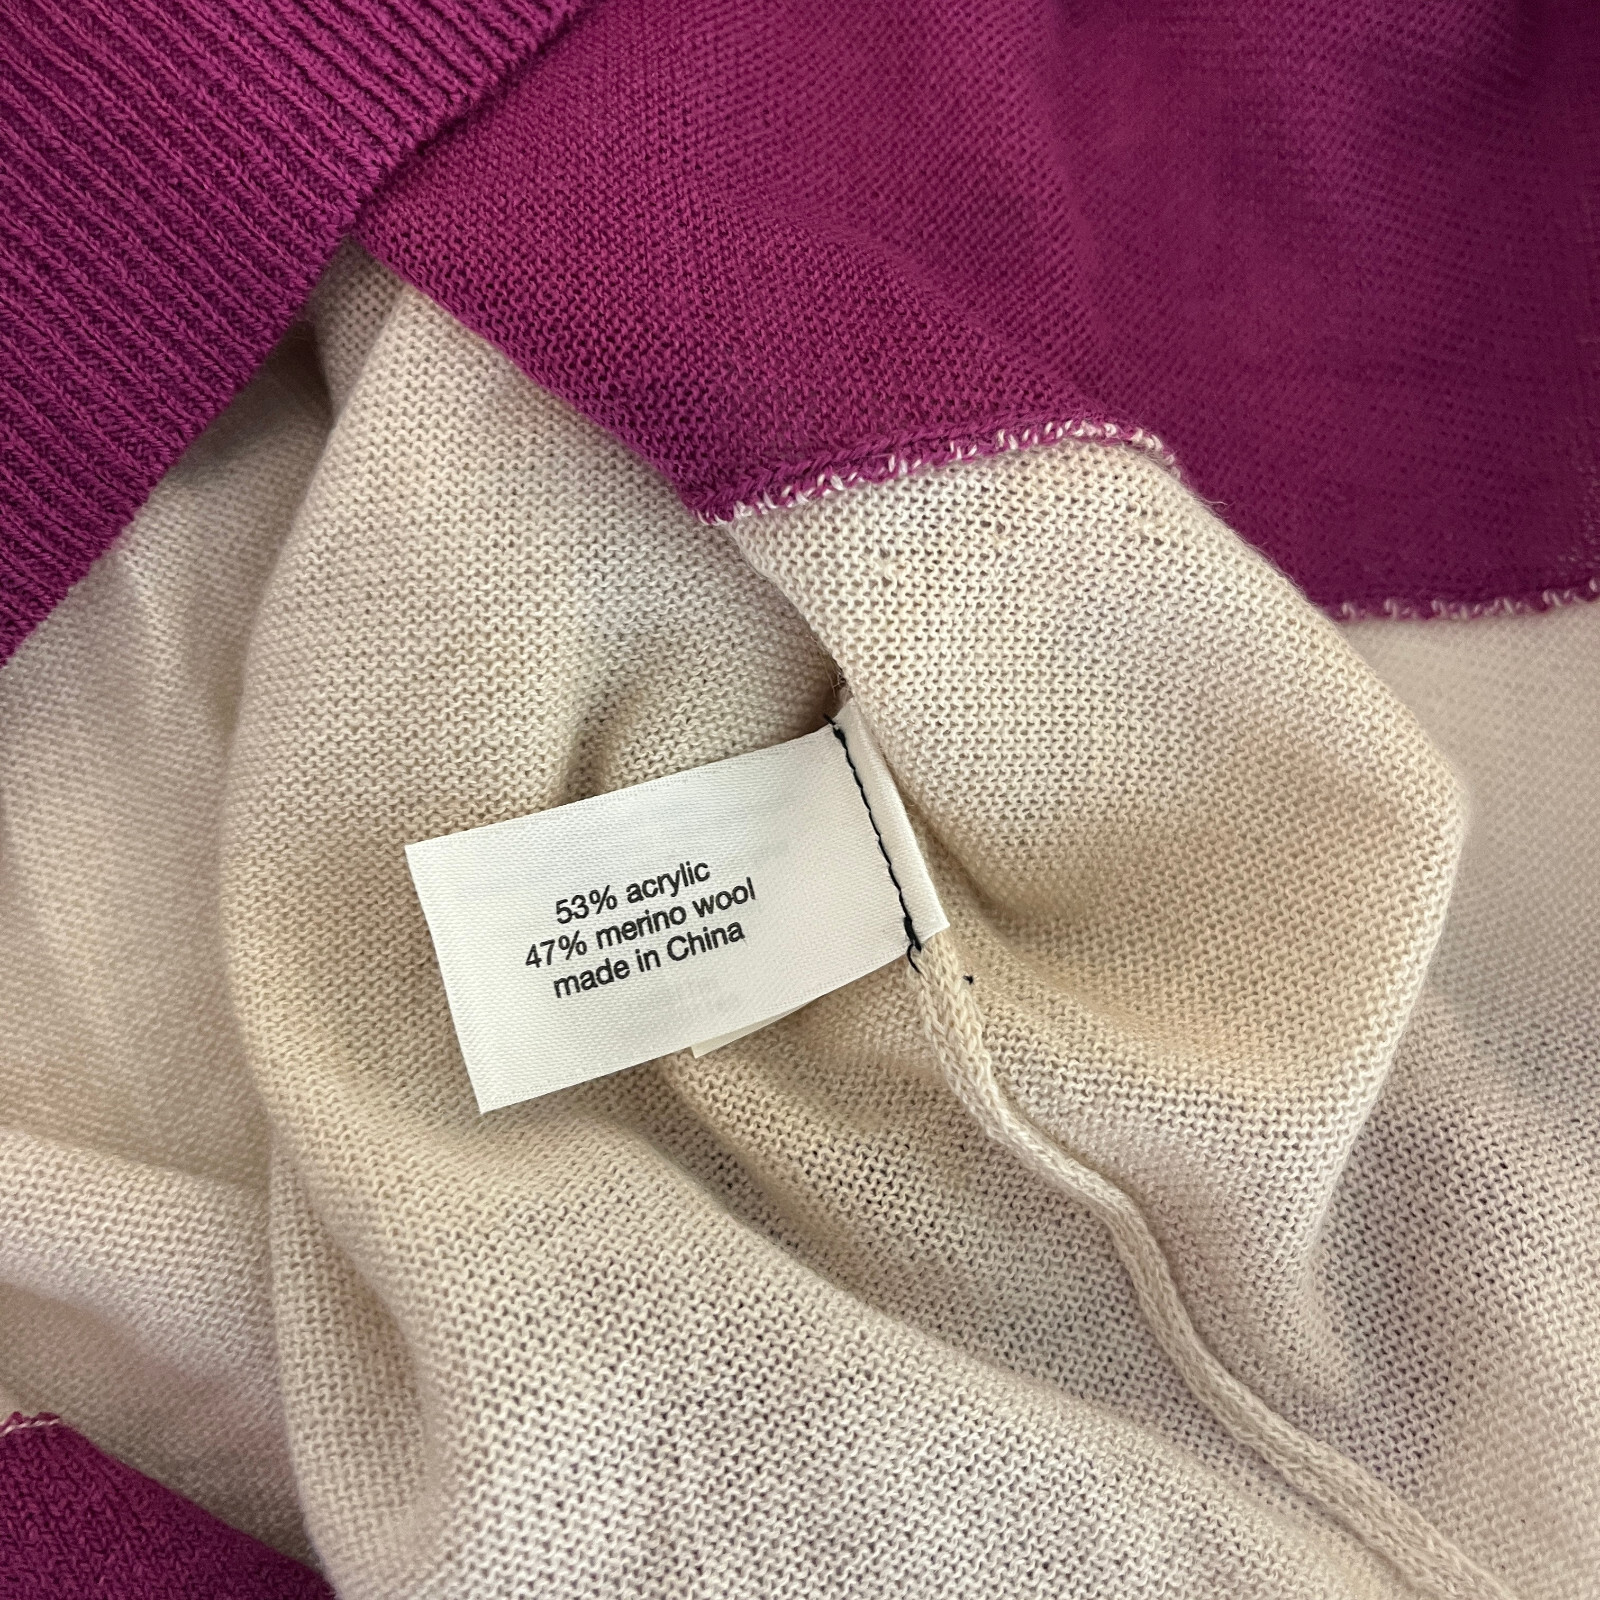 53% acrylic
47% merino wool
made in China